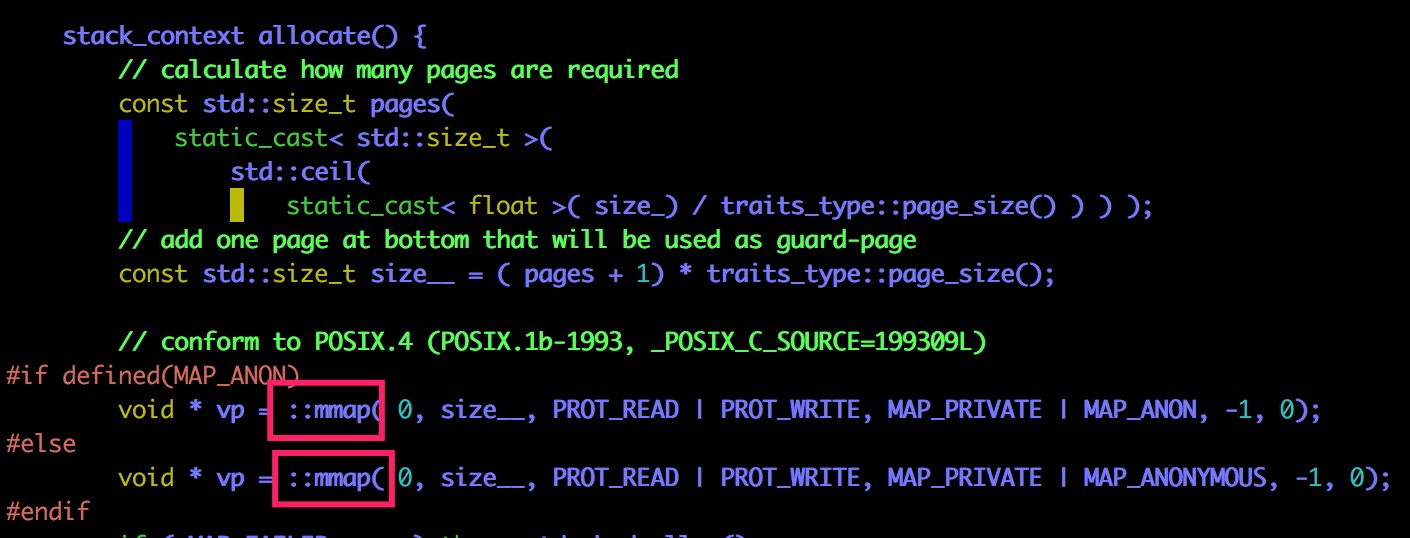 stack_context allocate() {
// calculate how many pages are required
const std::size_t pages(
static_cast< std::size_t >(
std::ceil(
static_cast< float >( size_) / traits_type::page_size() ) ) );
// add one page at bottom that will be used as guard-page
const std::size_t size__ = ( pages + 1) * traits_type::page_size();
// conform to POSIX.4 (POSIX.1b-1993, _POSIX_C_SOURCE=199309L)
#if defined(MAP_ANON)
void * vp = ::mmap( 0, size__, PROT_READ | PROT_WRITE, MAP_PRIVATE | MAP_ANON, -1, 0);
#else
void * vp = ::mmap( 0, size__, PROT_READ | PROT_WRITE, MAP_PRIVATE | MAP_ANONYMOUS, -1, 0);
#endif